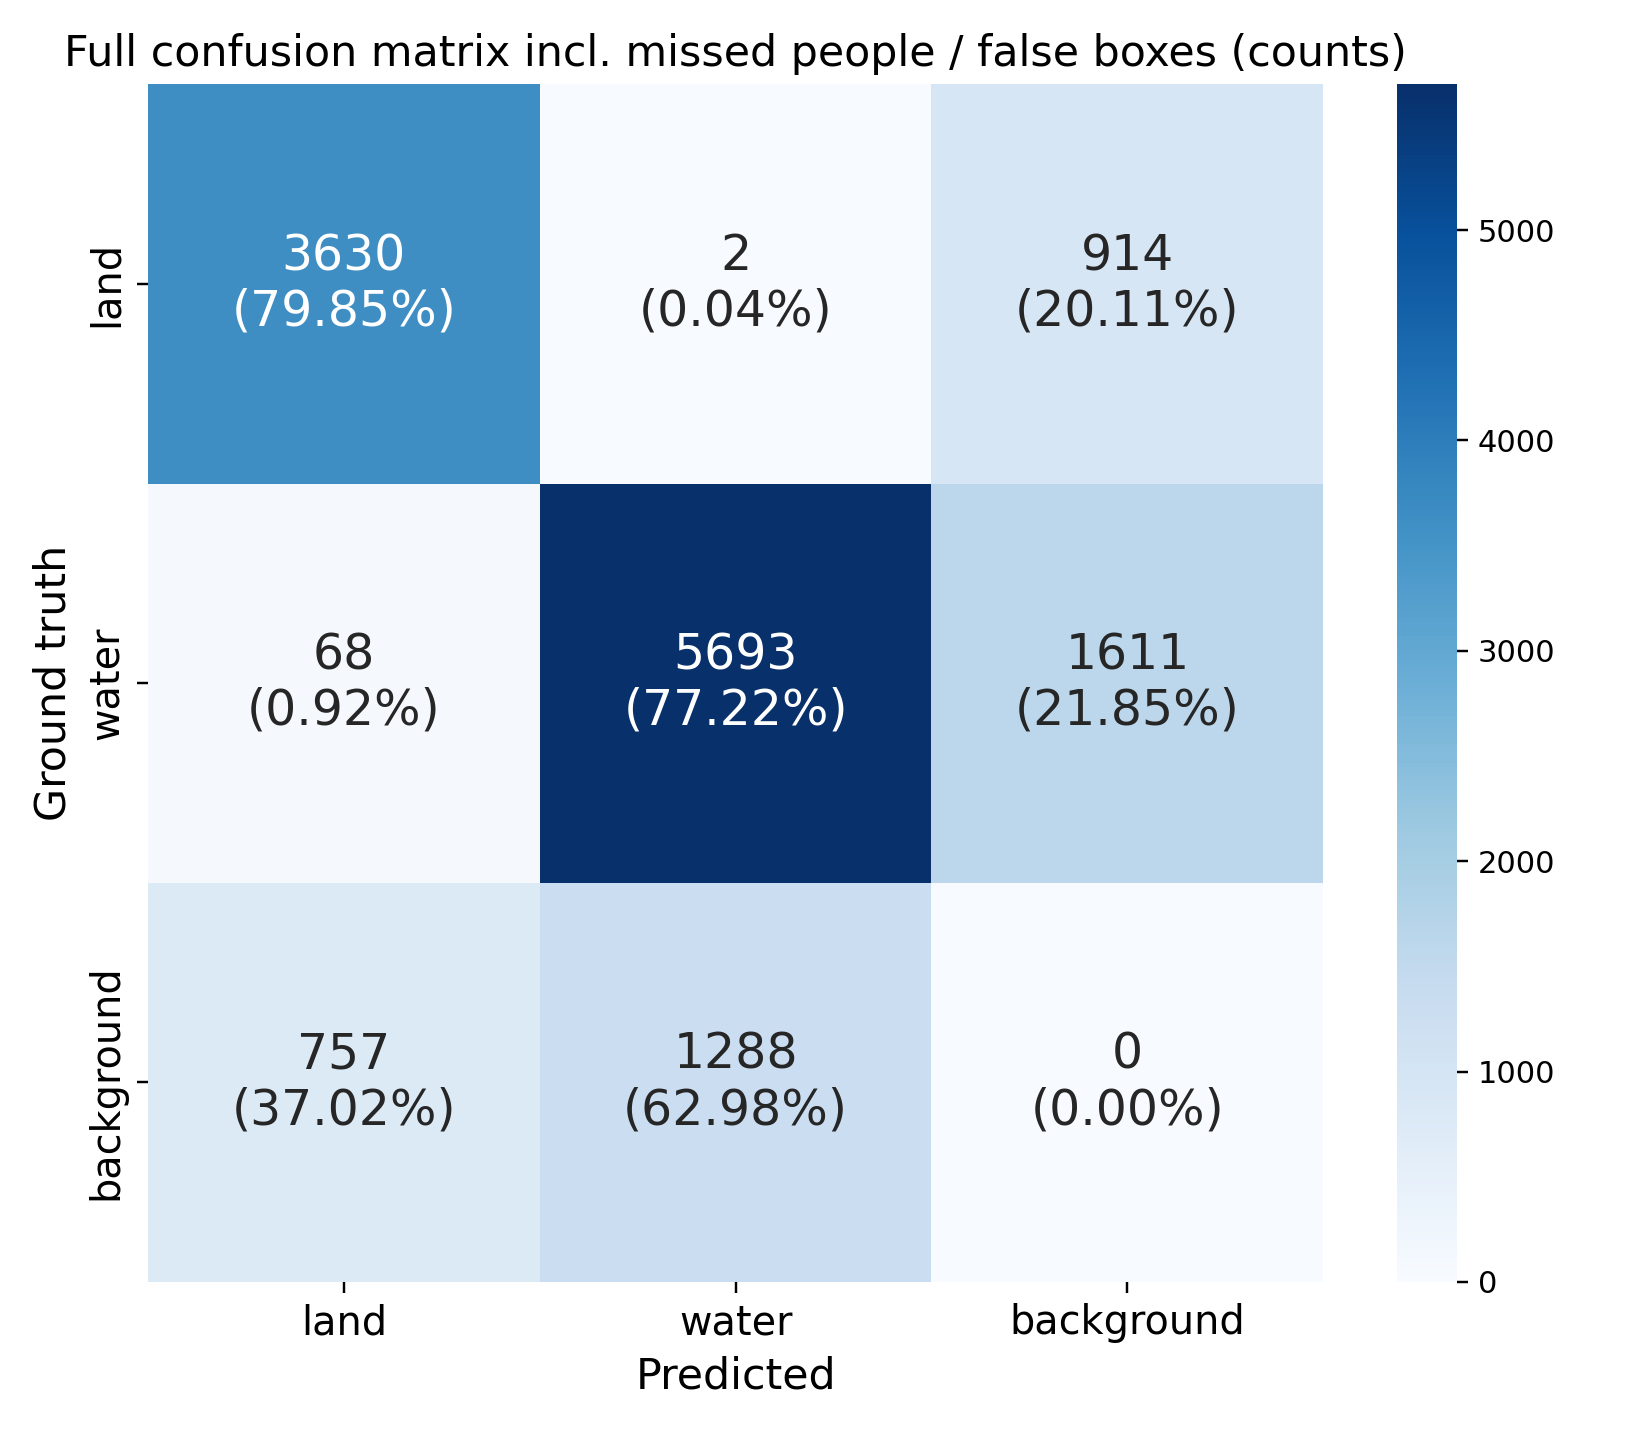 Full confusion matrix incl. missed people / false boxes (counts)
3630
(79.85%)
2
(0.04%)
914
(20.11%)
68
(0.92%)
5693
(77.22%)
1611
(21.85%)
757
(37.02%)
1288
(62.98%)
0
(0.00%)
land
water
background
Ground truth
land
water
background
Predicted
5000
4000
3000
2000
1000
0